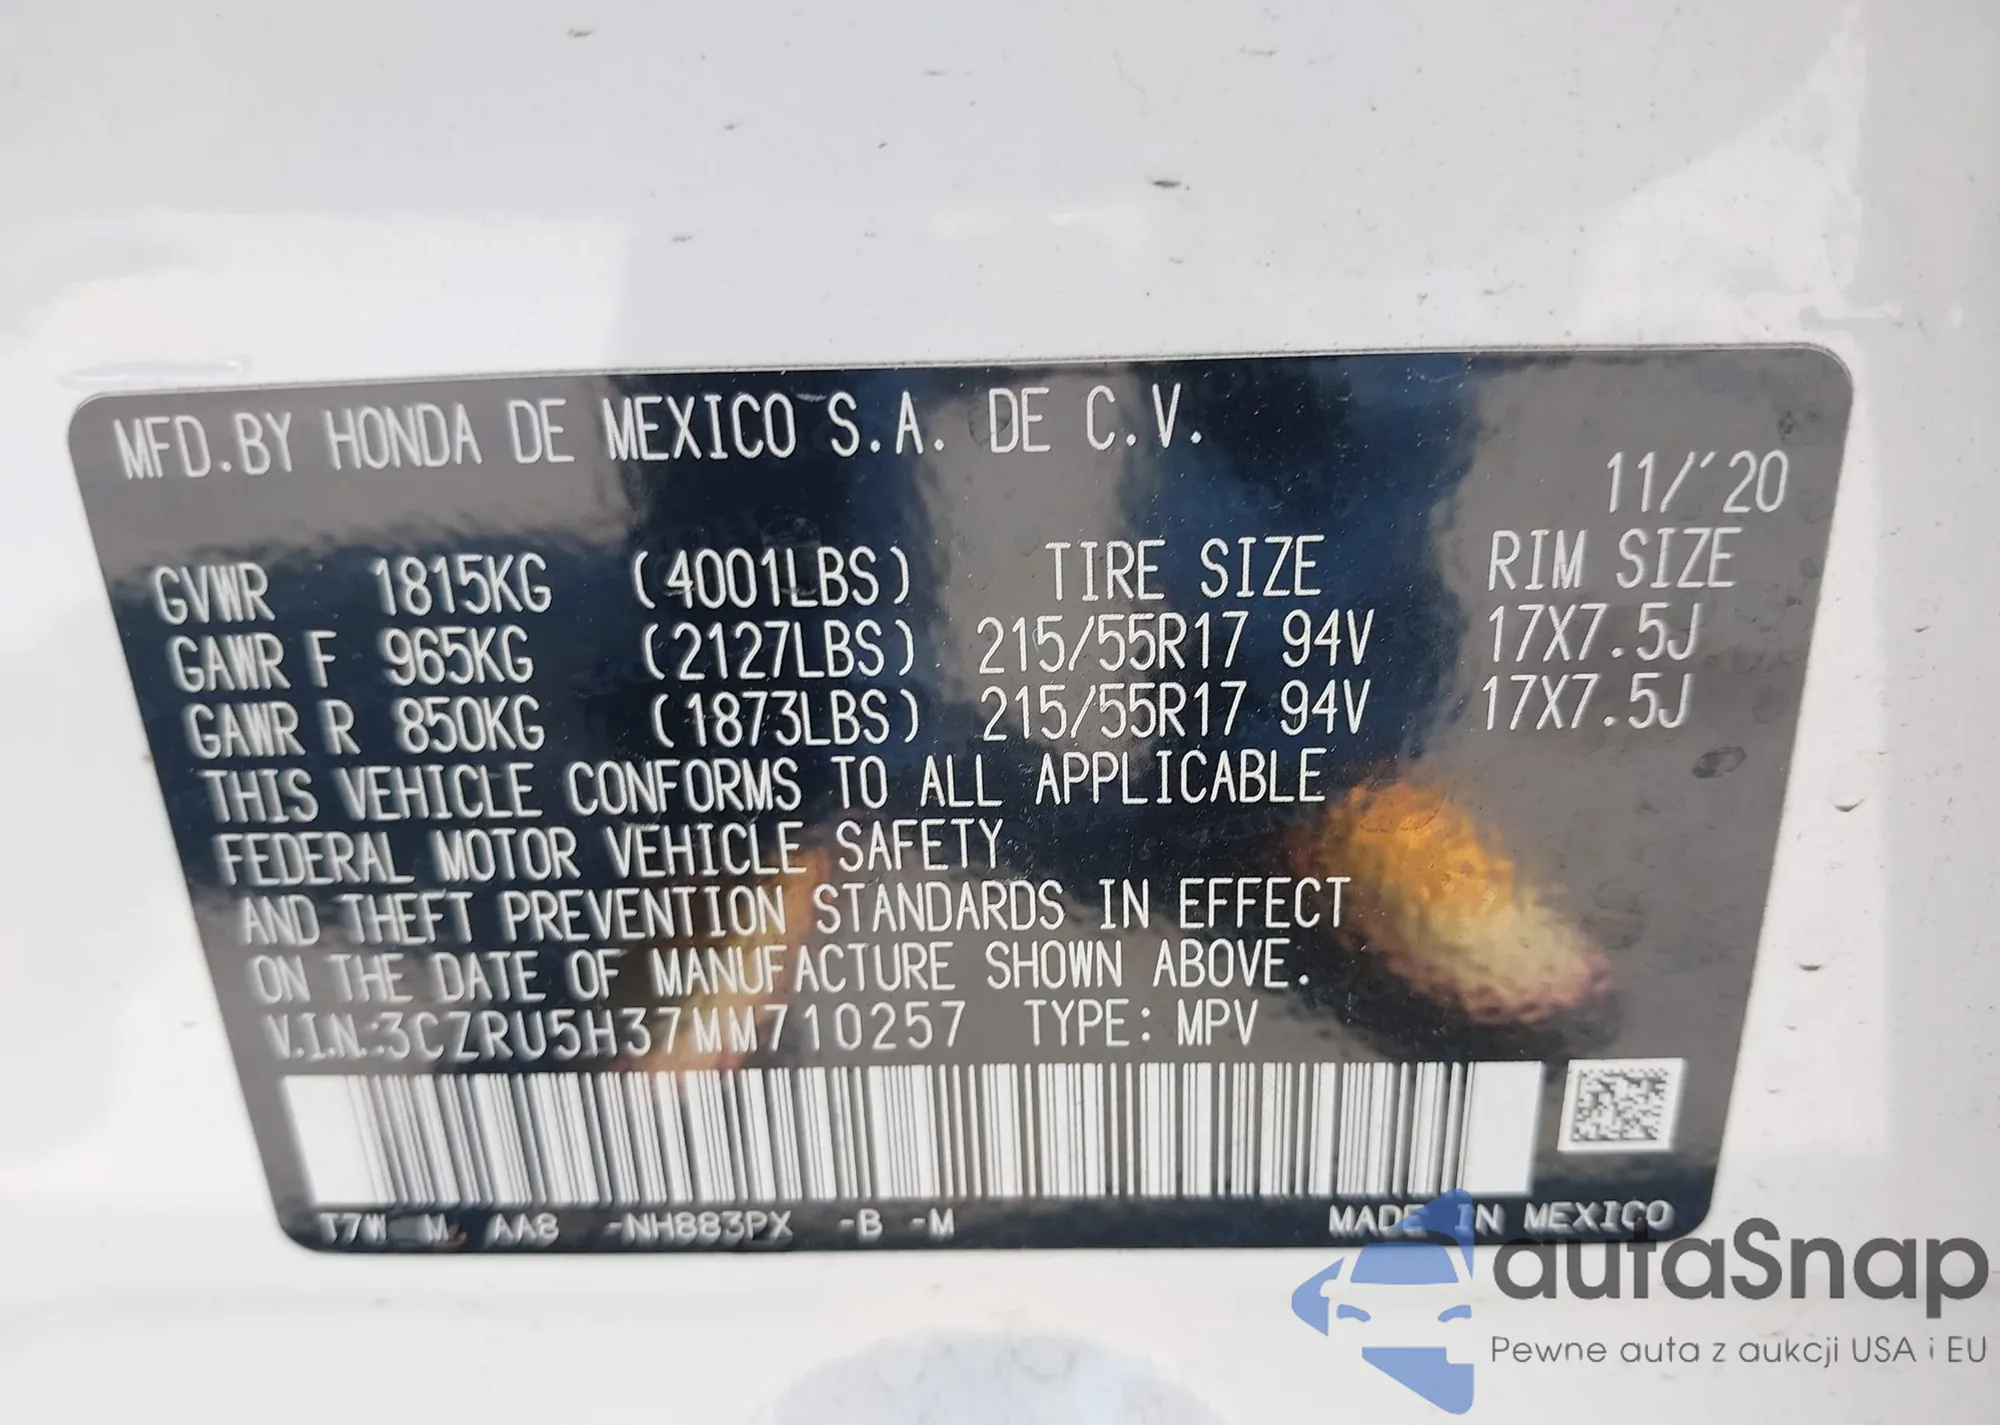 MFD.BY HONDA DE MEXICO S.A. DE C.V.
11/'20
GVWR 1815KG (4001LBS) TIRE SIZE RIM SIZE
GAWR F 965KG (2127LBS) 215/55R17 94V 17X7.5J
GAWR R 850KG (1873LBS) 215/55R17 94V 17X7.5J
THIS VEHICLE CONFORMS TO ALL APPLICABLE
FEDERAL MOTOR VEHICLE SAFETY
AND THEFT PREVENTION STANDARDS IN EFFECT
ON THE DATE OF MANUFACTURE SHOWN ABOVE.
V.I.N.:3CZRU5H37MM710257 TYPE: MPV
T7W M AA8 -NH883PX -B -M MADE IN MEXICO
autaSnap
Pewne auta z aukcji USA i EU